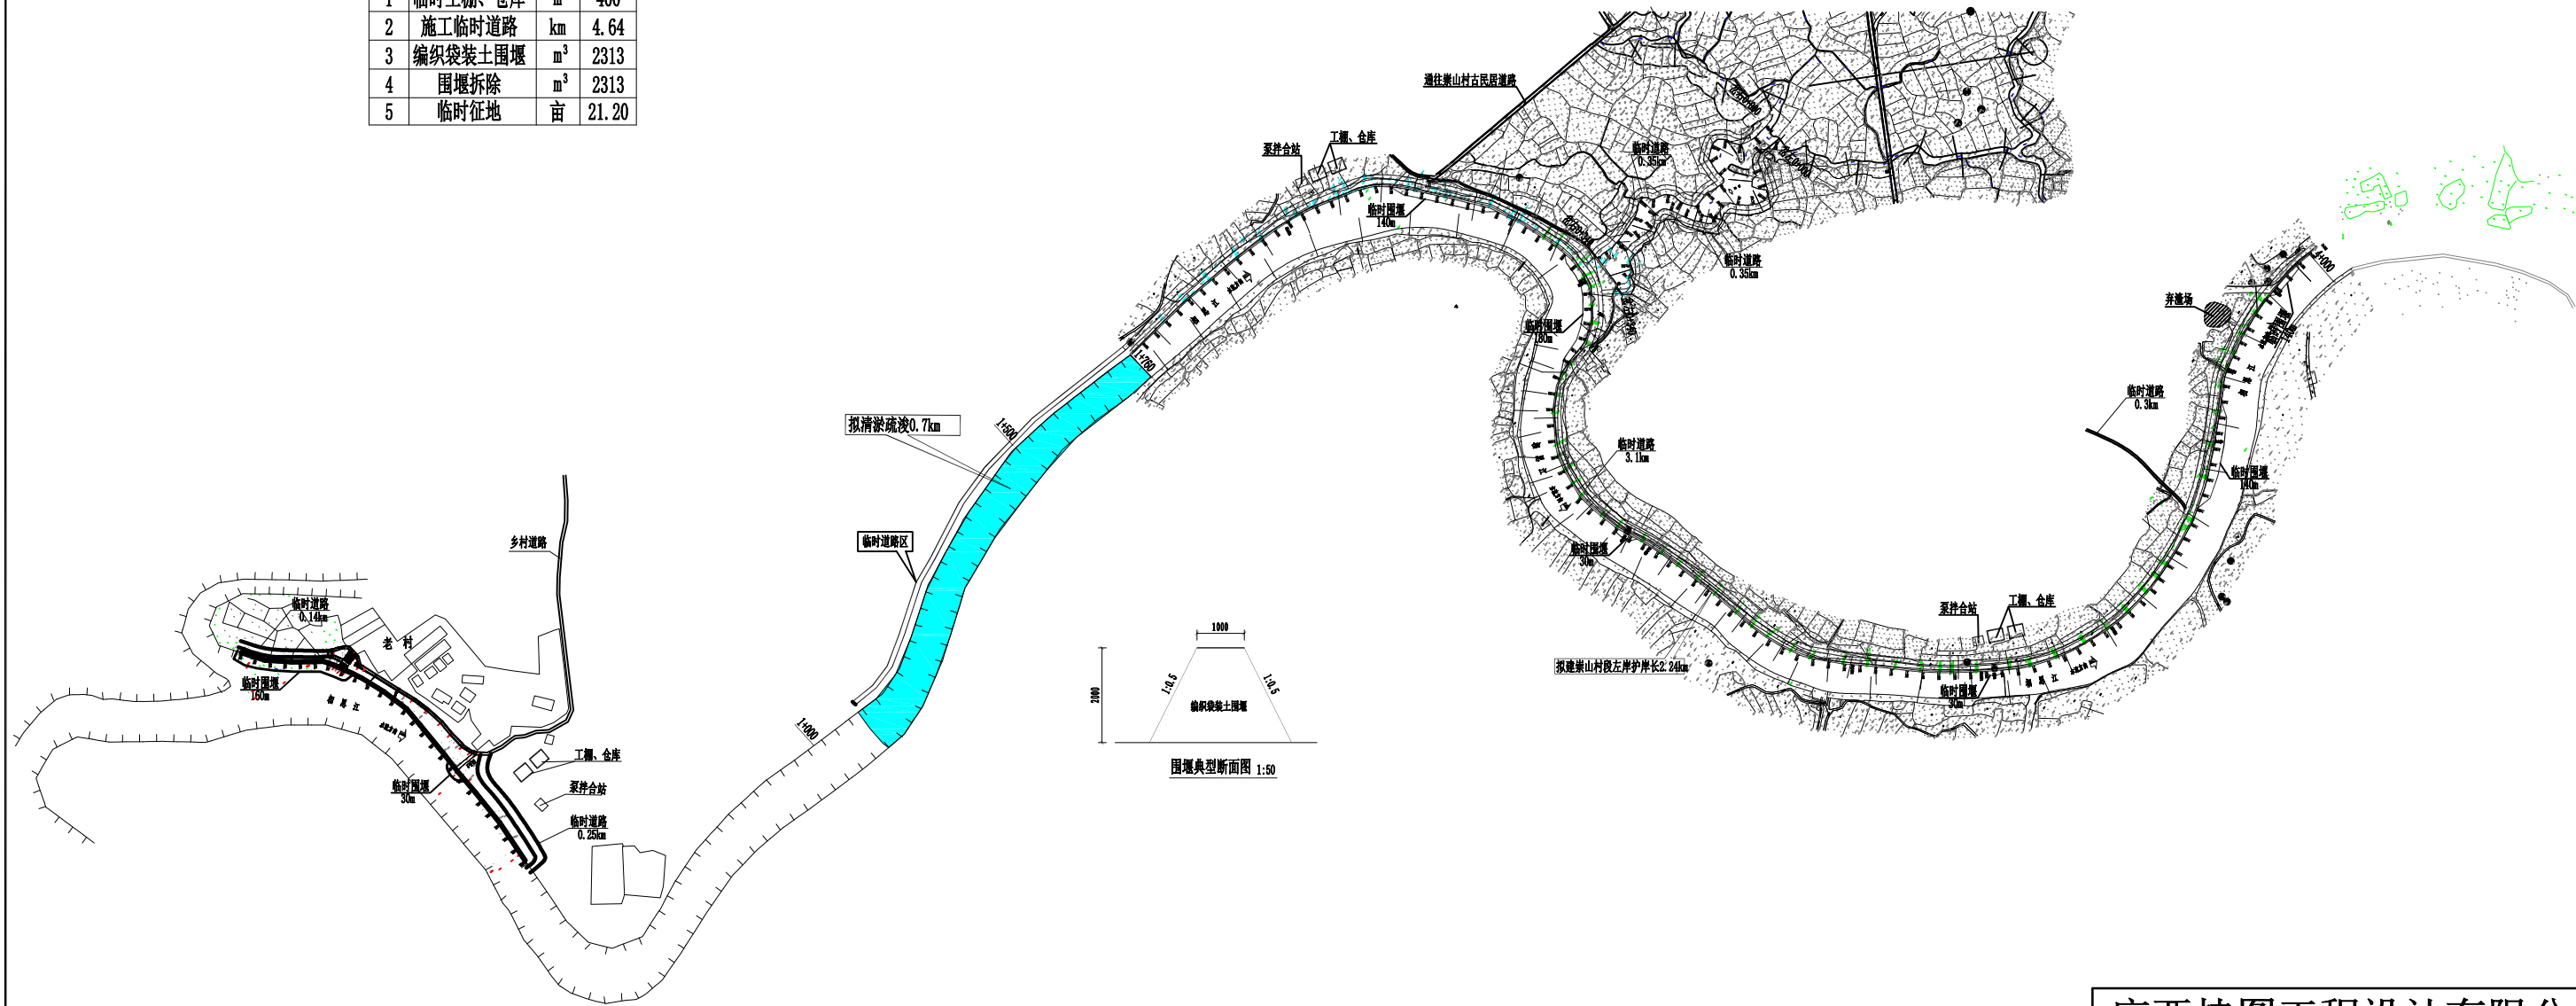 2 施工临时道路 km 4.64
3 编织袋装土围堰 m³ 2313
4 围堰拆除 m³ 2313
5 临时征地 亩 21.20
通往崇山村古民居道路
工棚、仓库
泵拌合站
临时道路
0.35km
临时围堰
140m
临时道路
0.35km
4+000
弃渣场
临时围堰
180m
1+760
临时道路
0.3km
拟清淤疏浚0.7km
1+500
临时道路
3.1km
临时围堰
140m
乡村道路
临时道路区
临时围堰
30m
临时道路
0.14km
老 村
泵拌合站
工棚、仓库
1000
2000
1:0.5
1:0.5
编织袋装土围堰
围堰典型断面图 1:50
拟建崇山村段左岸护岸长2.24km
临时围堰
30m
临时围堰
160m
1+000
工棚、仓库
临时围堰
30m
泵拌合站
临时道路
0.25km